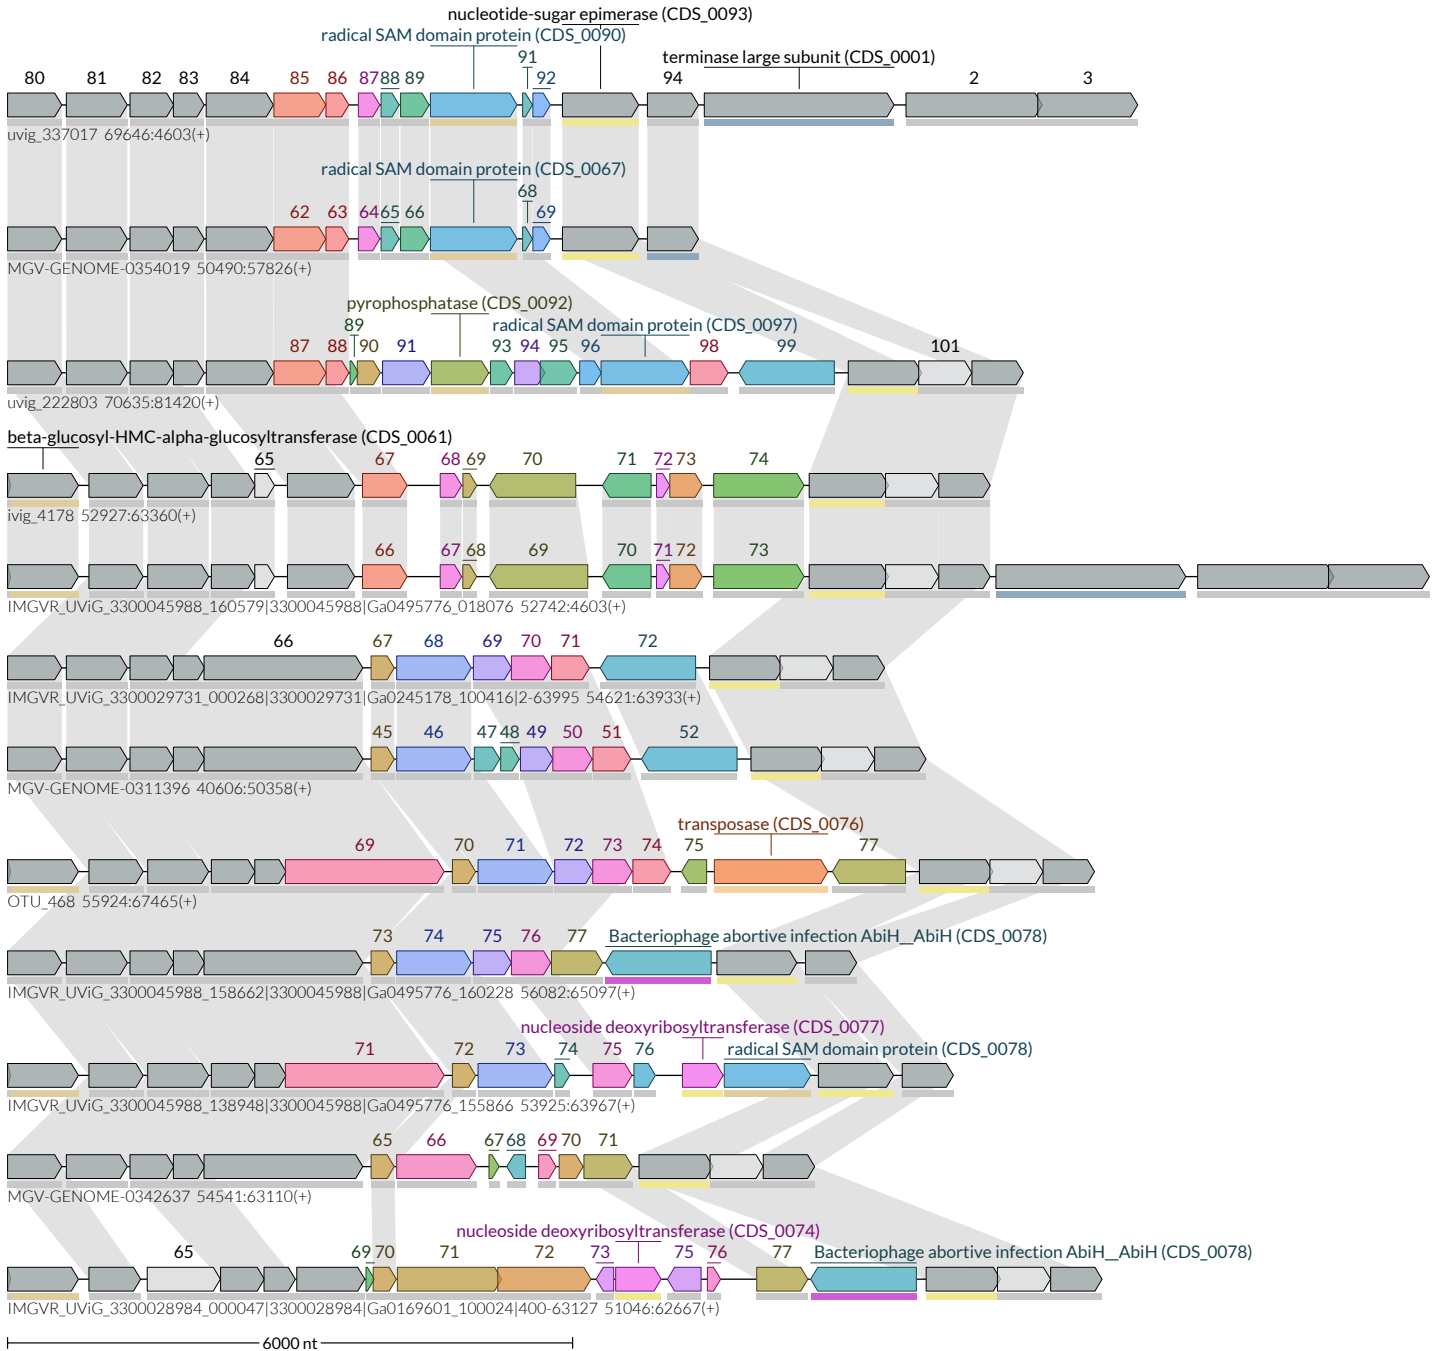 nucleotide-sugar epimerase (CDS_0093)
radical SAM domain protein (CDS_0090)
91 terminase large subunit (CDS_0001)
80 81 82 83 84 85 86 87 88 89 92 94 2 3
uvig_337017 69646:4603(+)
radical SAM domain protein (CDS_0067)
68
62 63 64 65 66 69
MGV-GENOME-0354019 50490:57826(+)
pyrophosphatase (CDS_0092)
89 radical SAM domain protein (CDS_0097)
87 88 90 91 93 94 95 96 98 99 101
uvig_222803 70635:81420(+)
beta-glucosyl-HMC-alpha-glucosyltransferase (CDS_0061)
65 67 68 69 70 71 72 73 74
ivig_4178 52927:63360(+)
66 67 68 69 70 71 72 73
IMGVR_UViG_3300045988_160579|3300045988|Ga0495776_018076 52742:4603(+)
66 67 68 69 70 71 72
IMGVR_UViG_3300029731_000268|3300029731|Ga0245178_100416|2-63995 54621:63933(+)
45 46 47 48 49 50 51 52
MGV-GENOME-0311396 40606:50358(+)
transposase (CDS_0076)
69 70 71 72 73 74 75 77
OTU_468 55924:67465(+)
73 74 75 76 77 Bacteriophage abortive infection AbiH__AbiH (CDS_0078)
IMGVR_UViG_3300045988_158662|3300045988|Ga0495776_160228 56082:65097(+)
nucleoside deoxyribosyltransferase (CDS_0077)
71 72 73 74 75 76 radical SAM domain protein (CDS_0078)
IMGVR_UViG_3300045988_138948|3300045988|Ga0495776_155866 53925:63967(+)
65 66 67 68 69 70 71
MGV-GENOME-0342637 54541:63110(+)
nucleoside deoxyribosyltransferase (CDS_0074)
65 69 70 71 72 73 75 76 77 Bacteriophage abortive infection AbiH__AbiH (CDS_0078)
IMGVR_UViG_3300028984_000047|3300028984|Ga0169601_100024|400-63127 51046:62667(+)
6000 nt